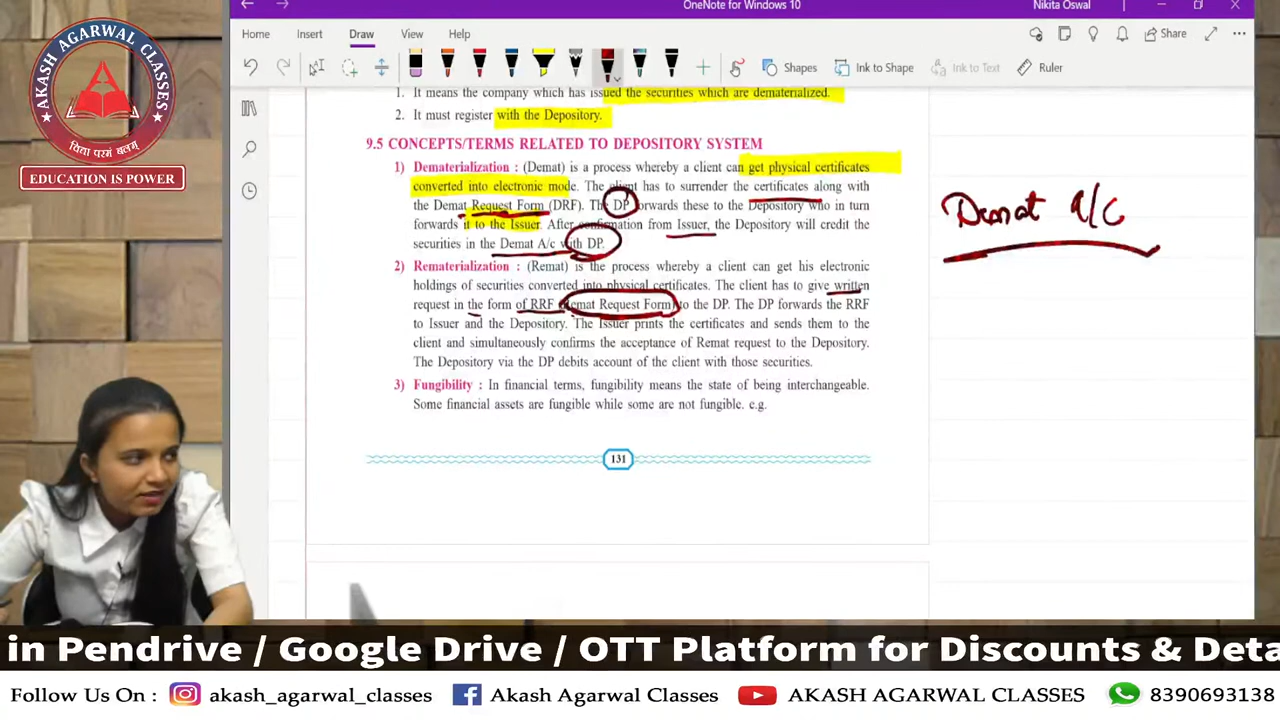 AKASH AGARWAL CLASSES
विद्या परमं बलम्
EDUCATION IS POWER
OneNote for Windows 10
Nikita Oswal
Home Insert Draw View Help
Share
Shapes Ink to Shape Ink to Text Ruler
1. It means the company which has issued the securities which are dematerialized.
2. It must register with the Depository.
9.5 CONCEPTS/TERMS RELATED TO DEPOSITORY SYSTEM
1) Dematerialization : (Demat) is a process whereby a client can get physical certificates
converted into electronic mode. The client has to surrender the certificates along with
the Demat Request Form (DRF). The DP forwards these to the Depository who in turn
forwards it to the Issuer. After confirmation from Issuer, the Depository will credit the
securities in the Demat A/c with DP.
2) Rematerialization : (Remat) is the process whereby a client can get his electronic
holdings of securities converted into physical certificates. The client has to give written
request in the form of RRF (Remat Request Form) to the DP. The DP forwards the RRF
to Issuer and the Depository. The Issuer prints the certificates and sends them to the
client and simultaneously confirms the acceptance of Remat request to the Depository.
The Depository via the DP debits account of the client with those securities.
3) Fungibility : In financial terms, fungibility means the state of being interchangeable.
Some financial assets are fungible while some are not fungible. e.g.
131
Demat A/C
in Pendrive / Google Drive / OTT Platform for Discounts & Deta
Follow Us On : akash_agarwal_classes Akash Agarwal Classes AKASH AGARWAL CLASSES 8390693138